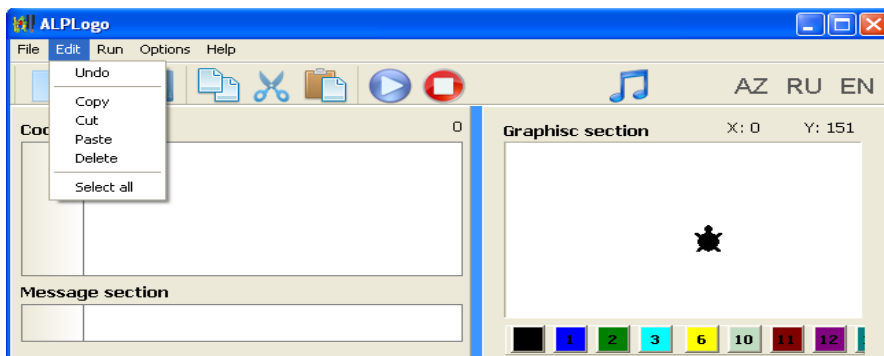 ALPLogo
File Edit Run Options Help
Undo
Copy
Cut
Paste
Delete
Select all
AZ RU EN
0
Graphisc section X: 0 Y: 151
Message section
1 2 3 6 10 11 12